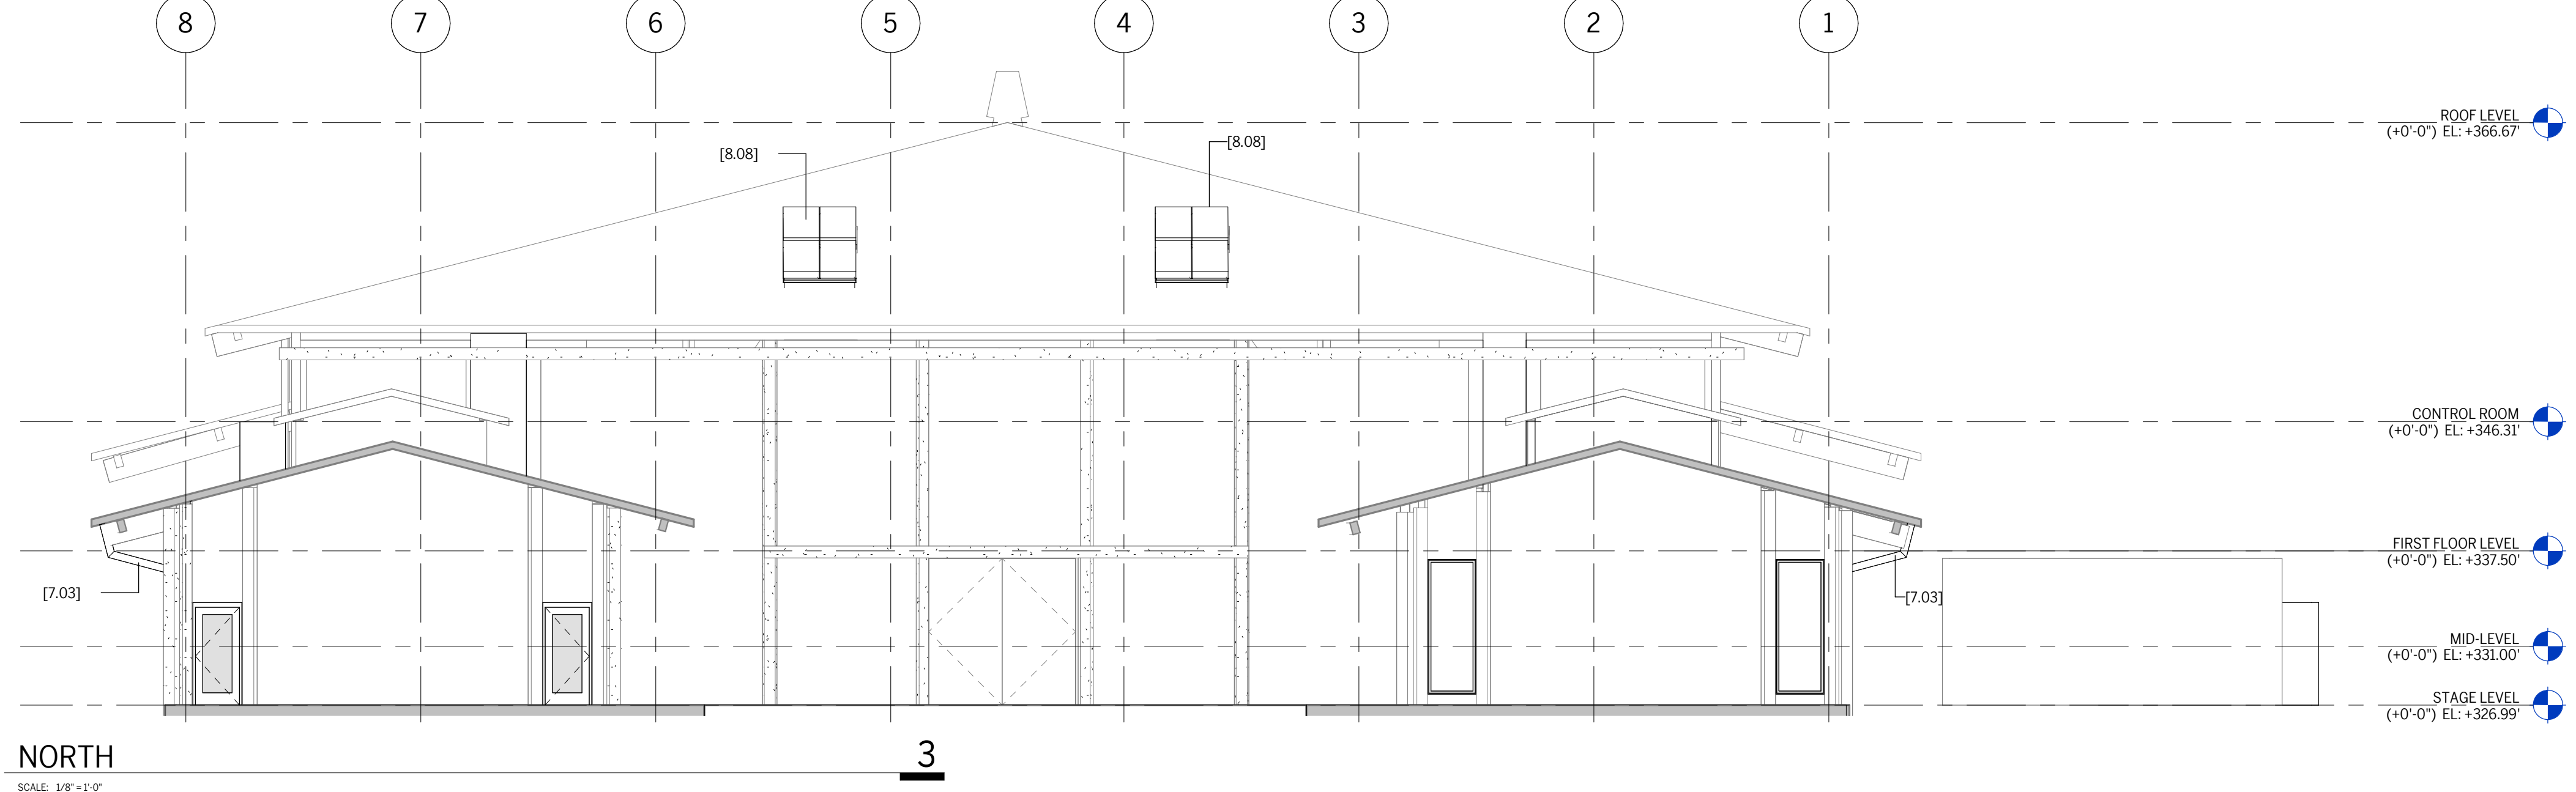 8 7 6 5 4 3 2 1
ROOF LEVEL
(+0'-0") EL: +366.67'
[8.08] [8.08]
CONTROL ROOM
(+0'-0") EL: +346.31'
FIRST FLOOR LEVEL
(+0'-0") EL: +337.50'
[7.03] [7.03]
MID-LEVEL
(+0'-0") EL: +331.00'
STAGE LEVEL
(+0'-0") EL: +326.99'
NORTH 3
SCALE: 1/8" = 1'-0"